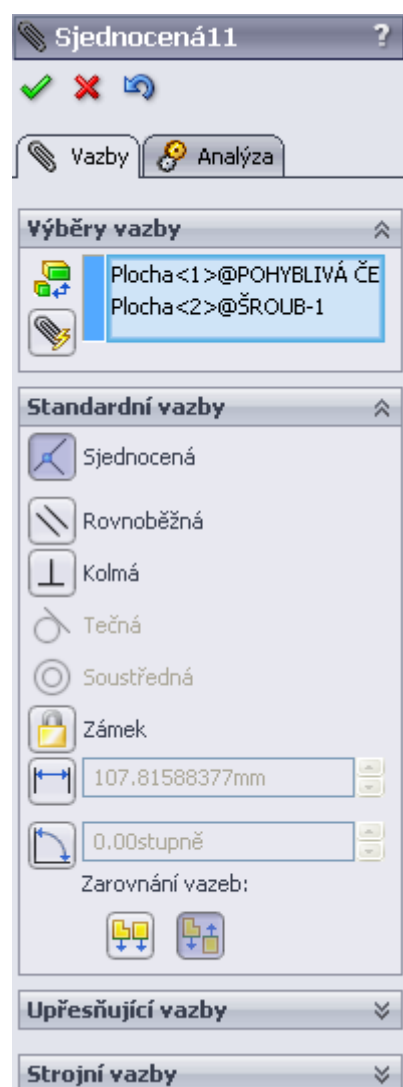 Sjednocená11 ?
Vazby Analýza
Výběry vazby
Plocha<1>@POHYBLIVÁ ČE
Plocha<2>@ŠROUB-1
Standardní vazby
Sjednocená
Rovnoběžná
Kolmá
Tečná
Soustředná
Zámek
107.81588377mm
0.00stupně
Zarovnání vazeb:
Upřesňující vazby
Strojní vazby